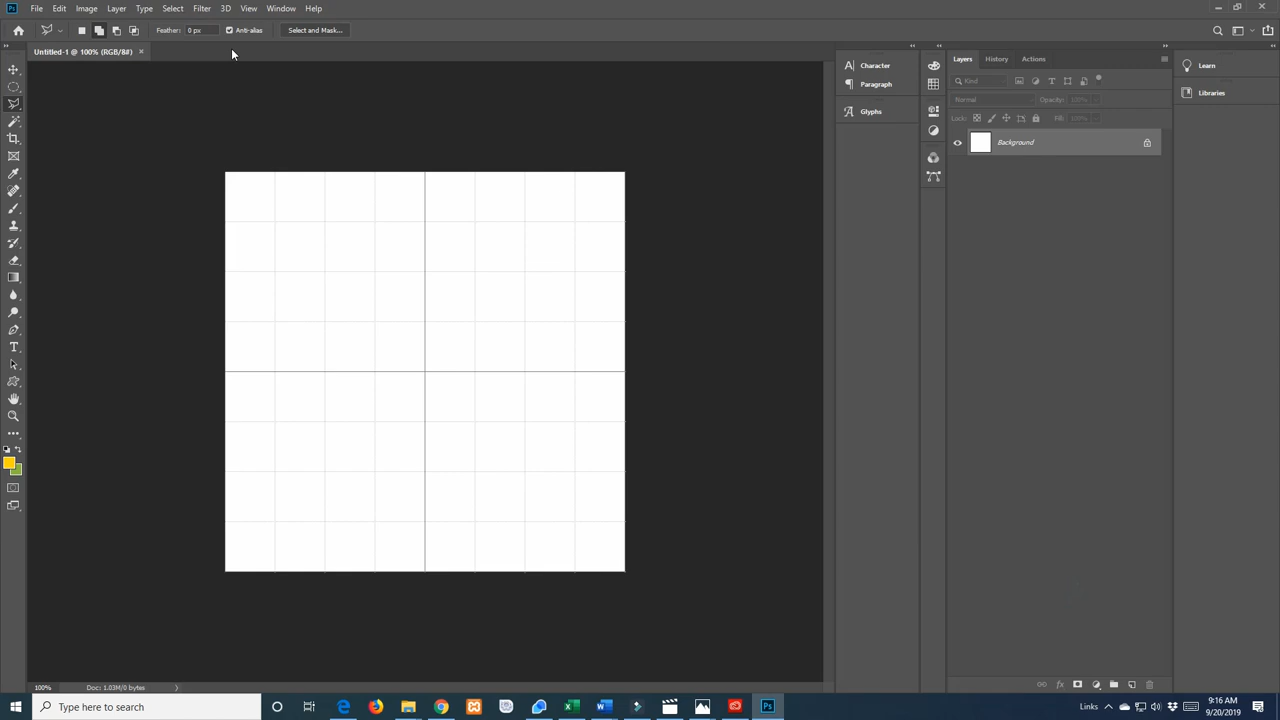 Ps File Edit Image Layer Type Select Filter 3D View Window Help
Feather: 0 px Anti-alias Select and Mask...
Untitled-1 @ 100% (RGB/8#) ×
Character
Paragraph
Glyphs
Layers History Actions
Kind
Normal Opacity: 100%
Lock: Fill: 100%
Background
Learn
Libraries
100% Doc: 1.03M/0 bytes
Type here to search
Links
9:16 AM
9/20/2019